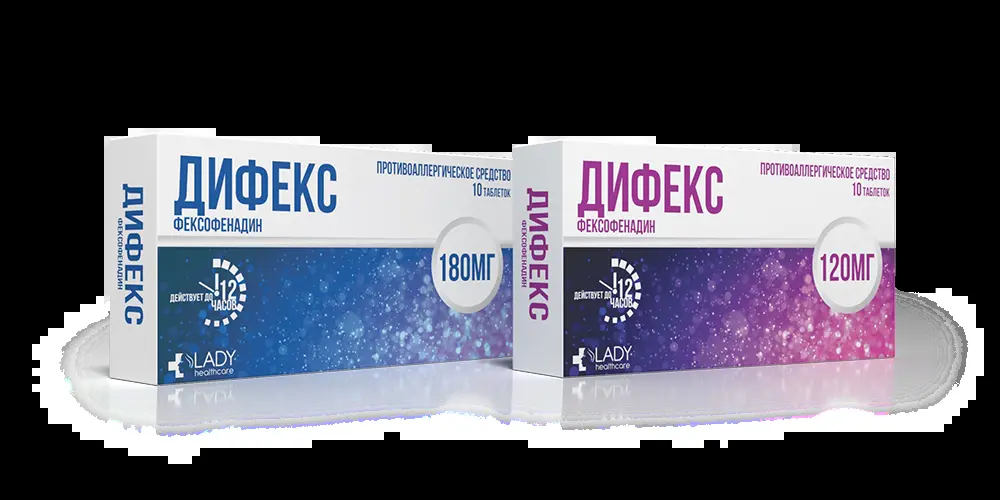 ДИФЕКС
ФЕКСОФЕНАДИН
ДИФЕКС
ФЕКСОФЕНАДИН
ПРОТИВОАЛЛЕРГИЧЕСКОЕ СРЕДСТВО
10 ТАБЛЕТОК
180МГ
ДЕЙСТВУЕТ ДО 12
ЧАСОВ
LADY
healthcare
ДИФЕКС
ФЕКСОФЕНАДИН
ДИФЕКС
ФЕКСОФЕНАДИН
ПРОТИВОАЛЛЕРГИЧЕСКОЕ СРЕДСТВО
10 ТАБЛЕТОК
120МГ
ДЕЙСТВУЕТ ДО 12
ЧАСОВ
LADY
healthcare